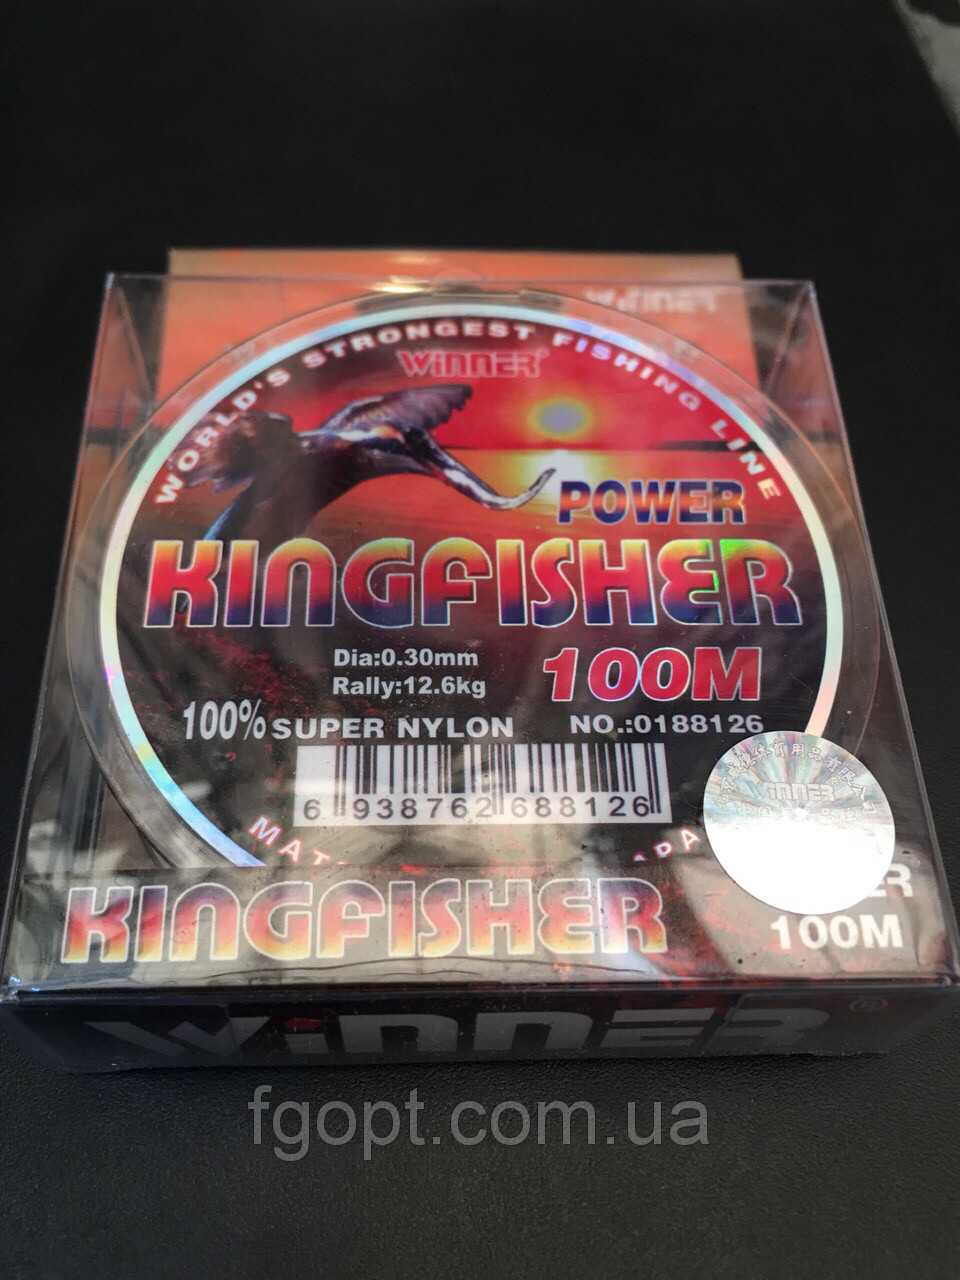 WINNER
WORLD'S STRONGEST FISHING LINE
WINNER®
POWER
KINGFISHER
Dia:0.30mm
Rally:12.6kg
100M
100% SUPER NYLON
NO.:0188126
6 938762 688126
WINNER
KINGFISHER
100M
WINNER®
fgopt.com.ua